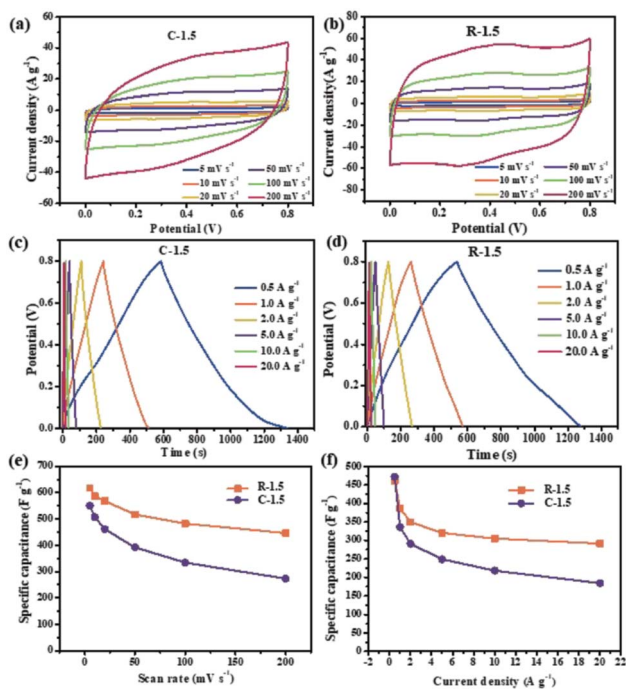 (a)
C-1.5
Current density (A g⁻¹)
60
40
20
0
-20
-40
-60
0.0 0.2 0.4 0.6 0.8
Potential (V)
5 mV s⁻¹ 50 mV s⁻¹
10 mV s⁻¹ 100 mV s⁻¹
20 mV s⁻¹ 200 mV s⁻¹
(b)
R-1.5
Current density(A g⁻¹)
80
60
40
20
0
-20
-40
-60
-80
0.0 0.2 0.4 0.6 0.8
Potential (V)
5 mV s⁻¹ 50 mV s⁻¹
10 mV s⁻¹ 100 mV s⁻¹
20 mV s⁻¹ 200 mV s⁻¹
(c)
C-1.5
Potential (V)
0.8
0.6
0.4
0.2
0.0
0 200 400 600 800 1000 1200 1400
Time (s)
0.5 A g⁻¹
1.0 A g⁻¹
2.0 A g⁻¹
5.0 A g⁻¹
10.0 A g⁻¹
20.0 A g⁻¹
(d)
R-1.5
Potential (V)
0.8
0.6
0.4
0.2
0.0
0 200 400 600 800 1000 1200 1400
Time (s)
0.5 A g⁻¹
1.0 A g⁻¹
2.0 A g⁻¹
5.0 A g⁻¹
10.0 A g⁻¹
20.0 A g⁻¹
(e)
Specific capacitance (F g⁻¹)
700
600
500
400
300
200
100
0
R-1.5
C-1.5
0 50 100 150 200
Scan rate (mV s⁻¹)
(f)
Specific capacitance (F g⁻¹)
500
450
400
350
300
250
200
150
100
50
0
R-1.5
C-1.5
-2 0 2 4 6 8 10 12 14 16 18 20 22
Current density (A g⁻¹)